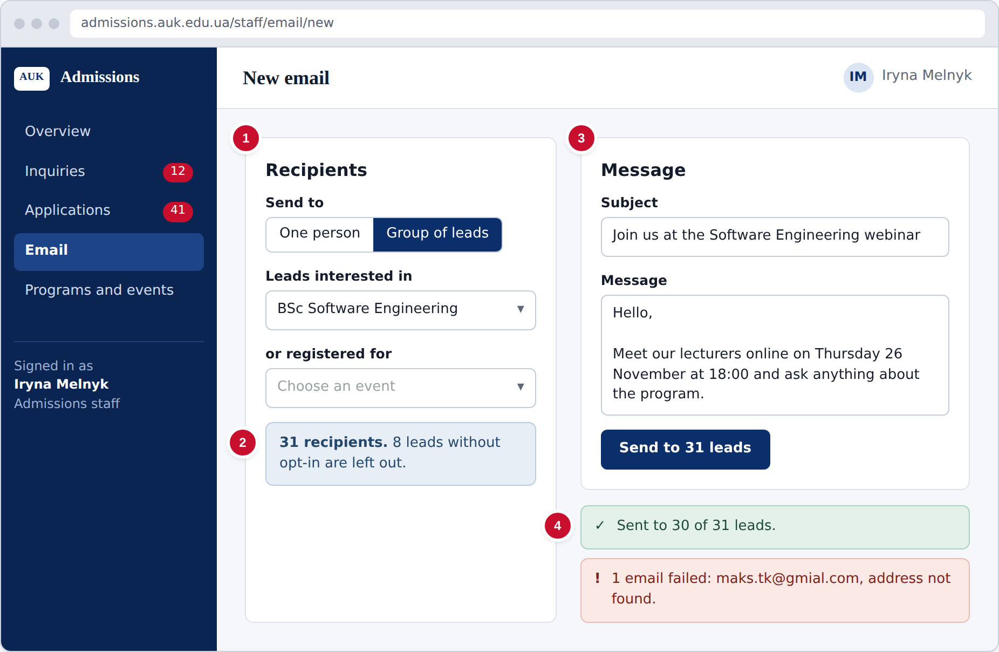 admissions.auk.edu.ua/staff/email/new
AUK
Admissions
Overview
Inquiries
12
Applications
41
Email
Programs and events
Signed in as
Iryna Melnyk
Admissions staff
New email
IM
Iryna Melnyk
1
Recipients
Send to
One person
Group of leads
Leads interested in
BSc Software Engineering
or registered for
Choose an event
2
31 recipients. 8 leads without
opt-in are left out.
3
Message
Subject
Join us at the Software Engineering webinar
Message
Hello,
Meet our lecturers online on Thursday 26
November at 18:00 and ask anything about
the program.
Send to 31 leads
4
✓ Sent to 30 of 31 leads.
! 1 email failed: maks.tk@gmial.com, address not
found.